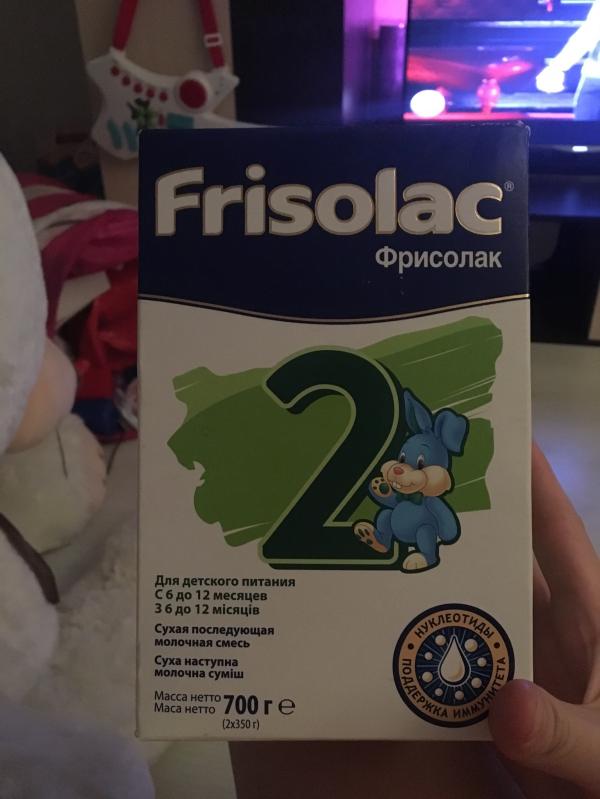 Frisolac®
Фрисолак
2
Для детского питания
С 6 до 12 месяцев
З 6 до 12 місяців
Сухая последующая
молочная смесь
Суха наступна
молочна суміш
Масса нетто
Маса нетто
700 г ℮
(2x350 г)
НУКЛЕОТИДЫ
ПОДДЕРЖКА ИММУНИТЕТА